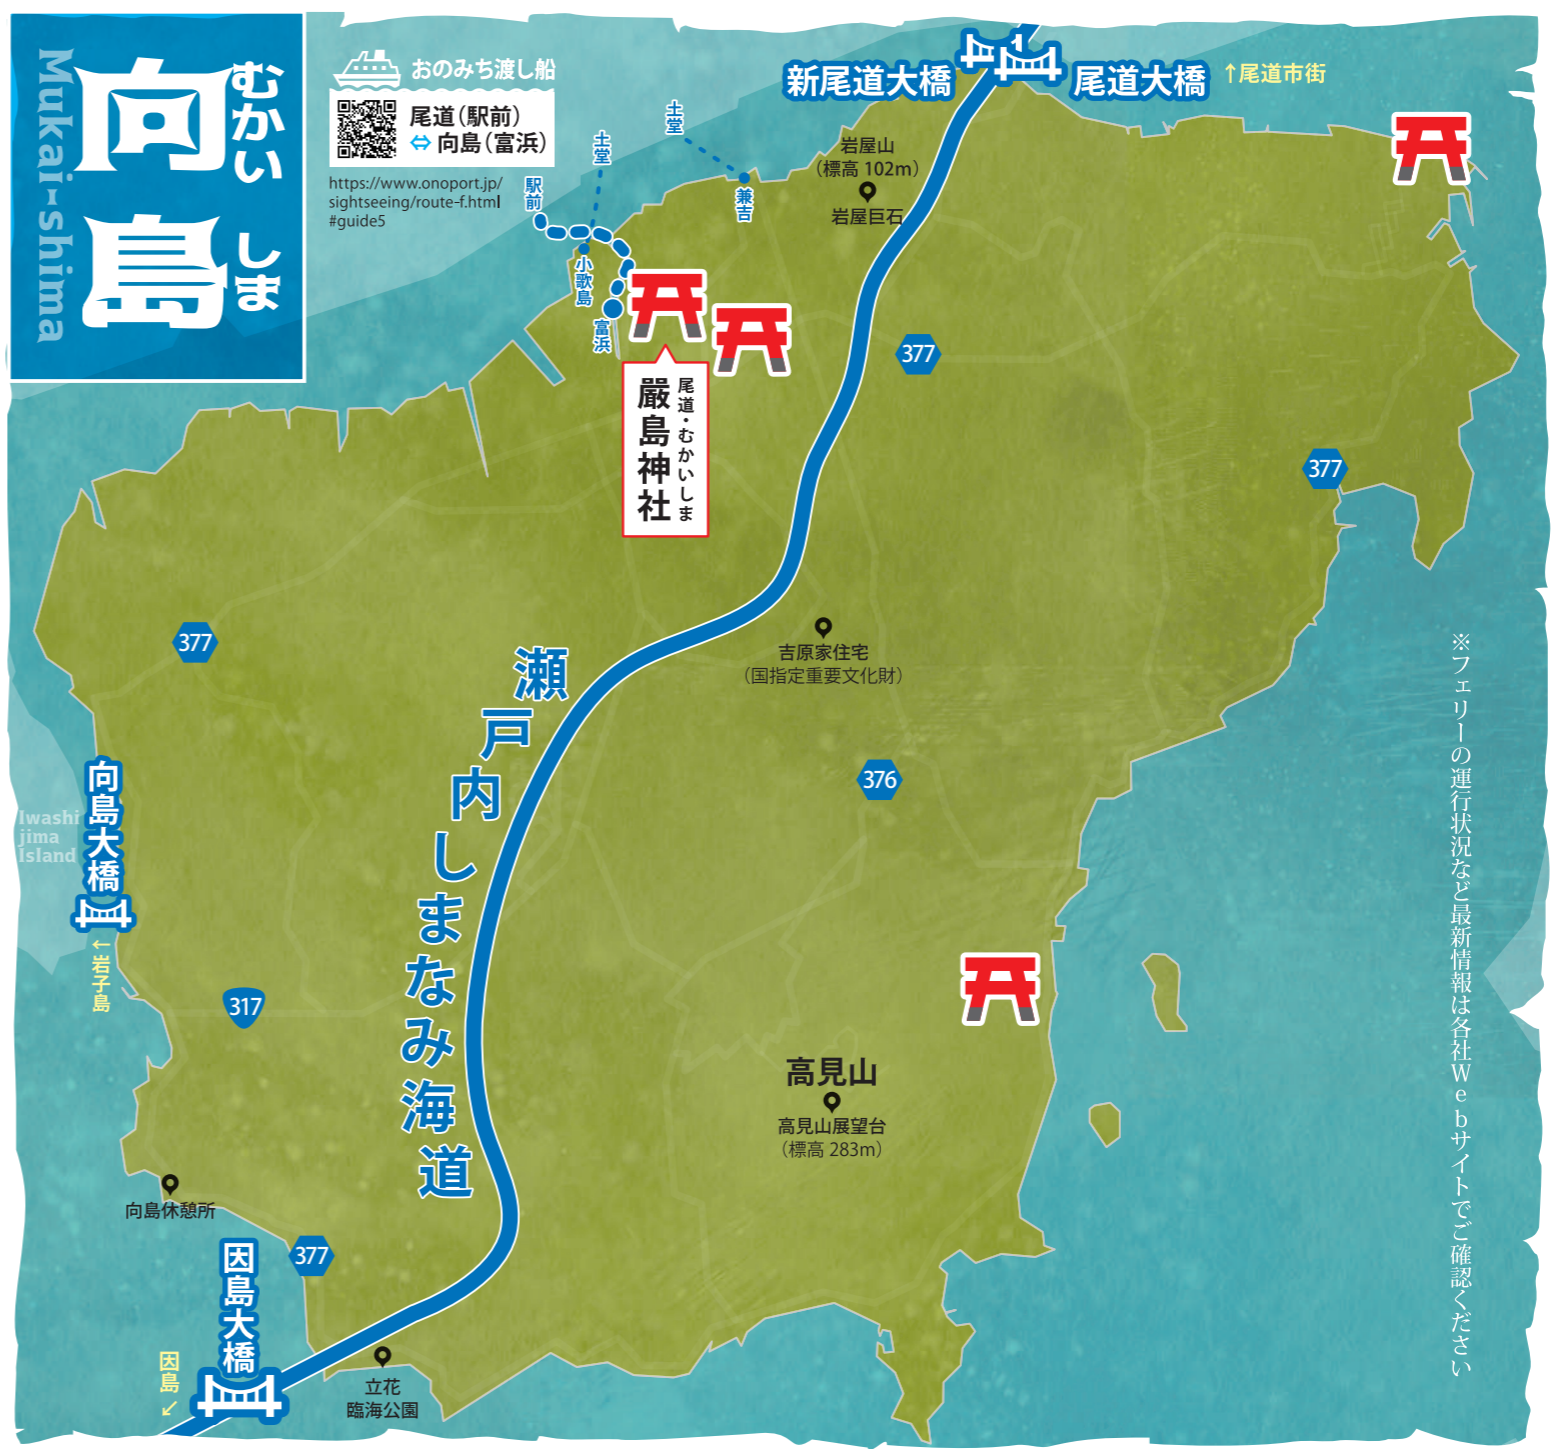 向島
むかいしま
Mukai-shima
おのみち渡し船
尾道（駅前）
⇔ 向島（富浜）
https://www.onoport.jp/
sightseeing/route-f.html
#guide5
駅前
土堂
土堂
兼吉
小歌島
富浜
新尾道大橋
尾道大橋
↑尾道市街
岩屋山
（標高 102m）
岩屋巨石
尾道・むかいしま
嚴島神社
377
377
377
吉原家住宅
（国指定重要文化財）
瀬戸内しまなみ海道
376
向島大橋
Iwashi
jima
Island
←岩子島
317
高見山
高見山展望台
（標高 283m）
向島休憩所
377
因島大橋
因島↙
立花
臨海公園
※フェリーの運行状況など最新情報は各社Webサイトでご確認ください